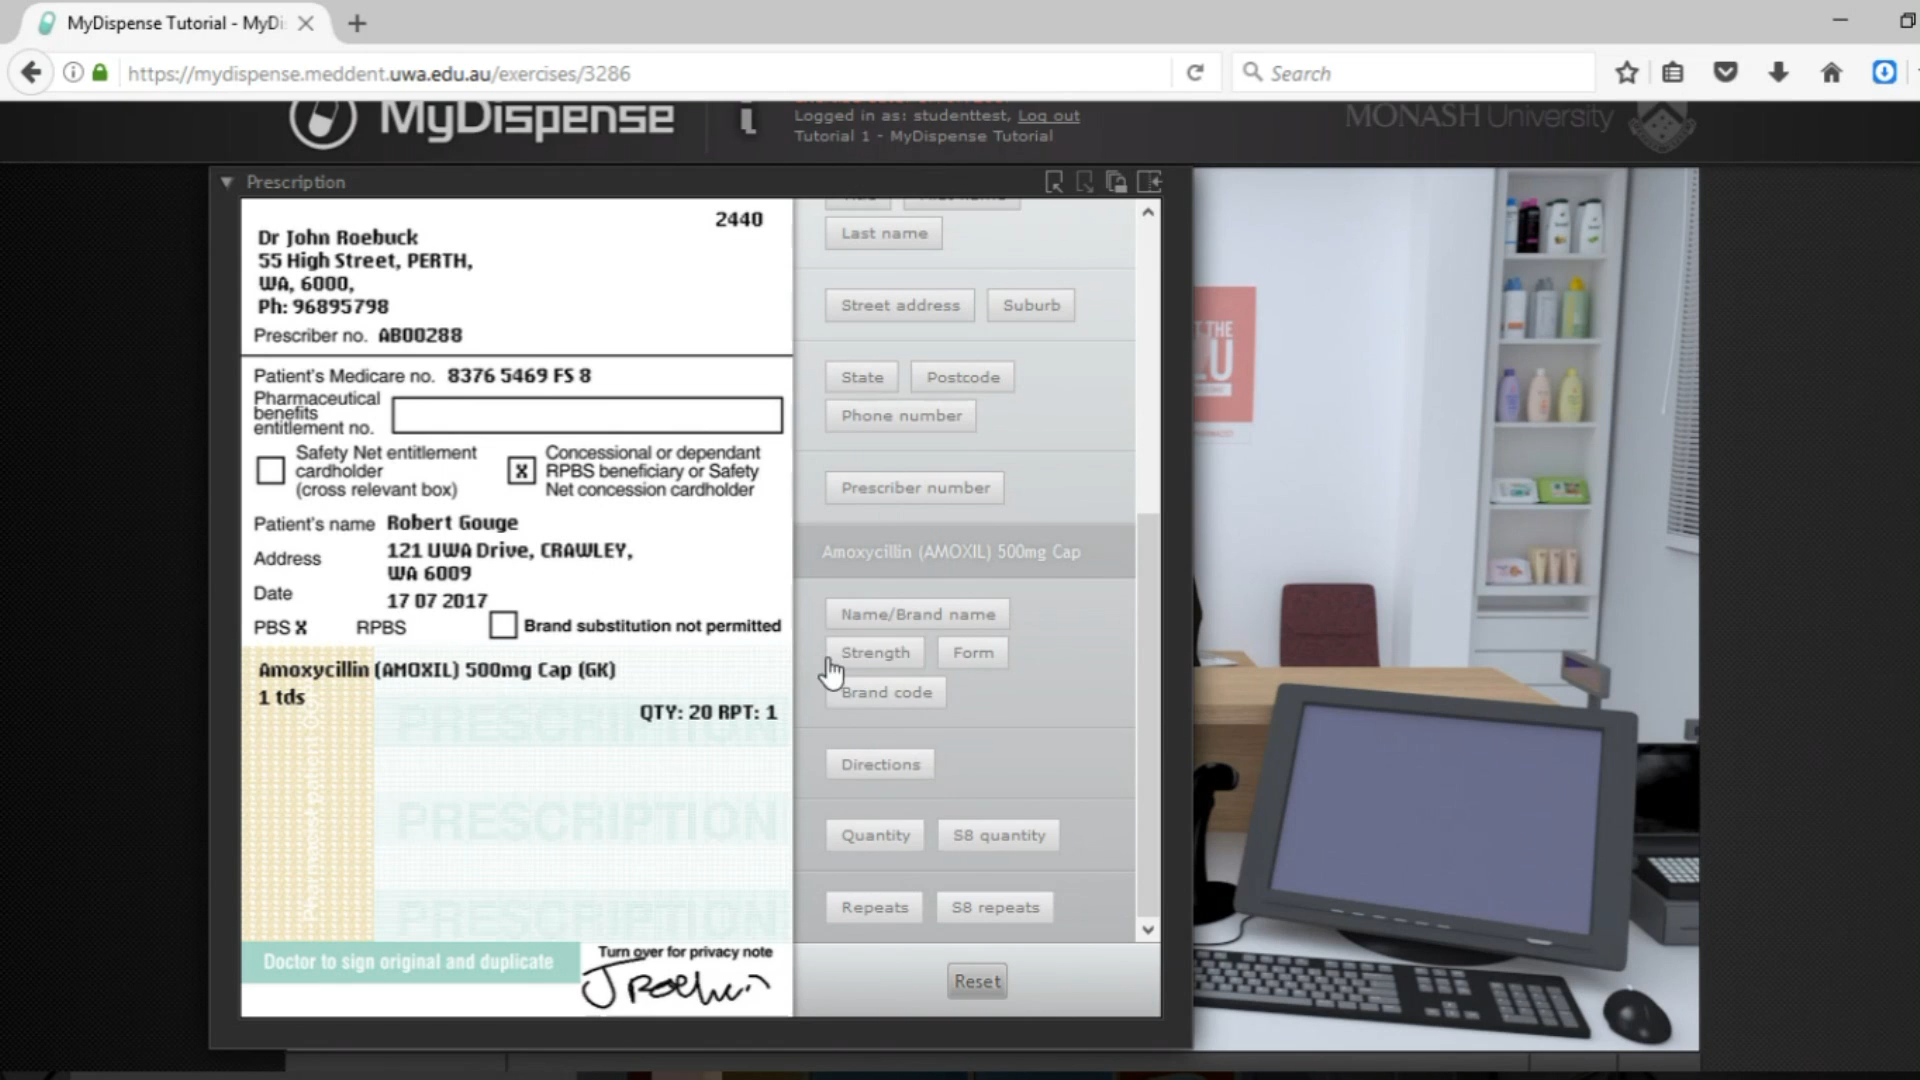 MyDispense Tutorial - MyDi
https://mydispense.meddent.uwa.edu.au/exercises/3286
Search
MyDispense
Logged in as: studenttest, Log out
Tutorial 1 - MyDispense Tutorial
MONASH University
Prescription
2440
Dr John Roebuck
55 High Street, PERTH,
WA, 6000,
Ph: 96895798
Prescriber no. AB00288
Patient's Medicare no. 8376 5469 FS 8
Pharmaceutical
benefits
entitlement no.
Safety Net entitlement
cardholder
(cross relevant box)
X
Concessional or dependant
RPBS beneficiary or Safety
Net concession cardholder
Patient's name Robert Gouge
Address 121 UWA Drive, CRAWLEY,
WA 6009
Date 17 07 2017
PBS X RPBS Brand substitution not permitted
Amoxycillin (AMOXIL) 500mg Cap (GK)
1 tds
QTY: 20 RPT: 1
PRESCRIPTION
PRESCRIPTION
PRESCRIPTION
Doctor to sign original and duplicate
Turn over for privacy note
Last name
Street address Suburb
State Postcode
Phone number
Prescriber number
Amoxycillin (AMOXIL) 500mg Cap
Name/Brand name
Strength Form
Brand code
Directions
Quantity S8 quantity
Repeats S8 repeats
Reset
THE